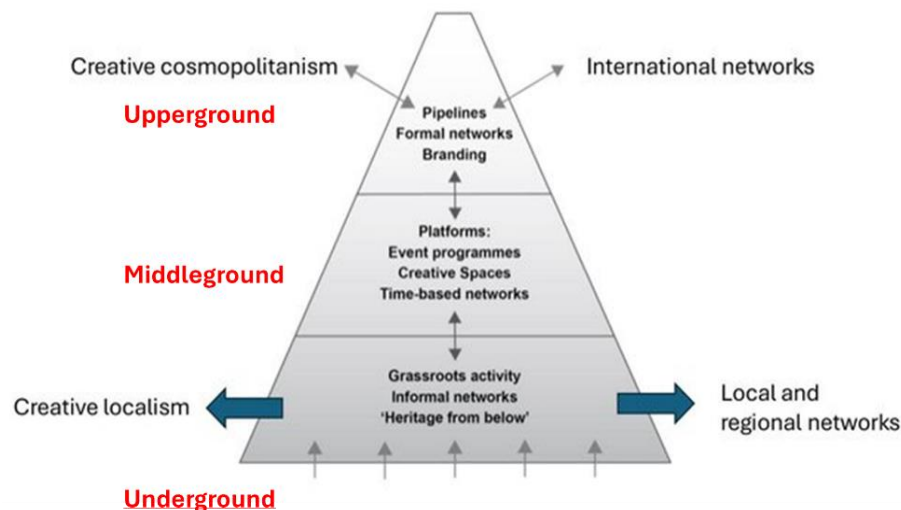 Creative cosmopolitanism
International networks
Upperground
Pipelines
Formal networks
Branding
Middleground
Platforms:
Event programmes
Creative Spaces
Time-based networks
Creative localism
Grassroots activity
Informal networks
'Heritage from below'
Local and
regional networks
Underground